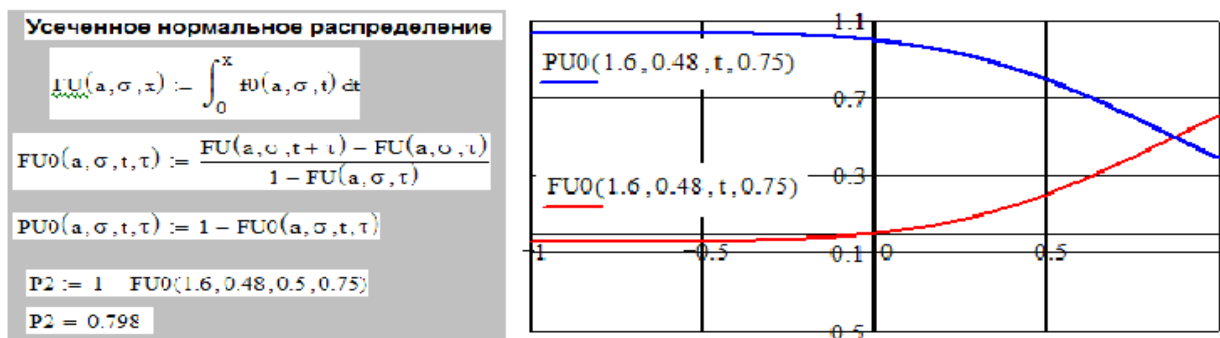 Усеченное нормальное распределение
FU(a,σ,x) := ∫₀ˣ f0(a,σ,t) dt
FU0(a,σ,t,τ) := (FU(a,σ,t+τ) − FU(a,σ,τ)) / (1 − FU(a,σ,τ))
PU0(a,σ,t,τ) := 1 − FU0(a,σ,t,τ)
P2 := 1 FU0(1.6,0.48,0.5,0.75)
P2 = 0.798
1.1
PU0(1.6,0.48,t,0.75)
0.7
FU0(1.6,0.48,t,0.75)
0.3
-1 -0.5 0.1 0 0.5
0.5